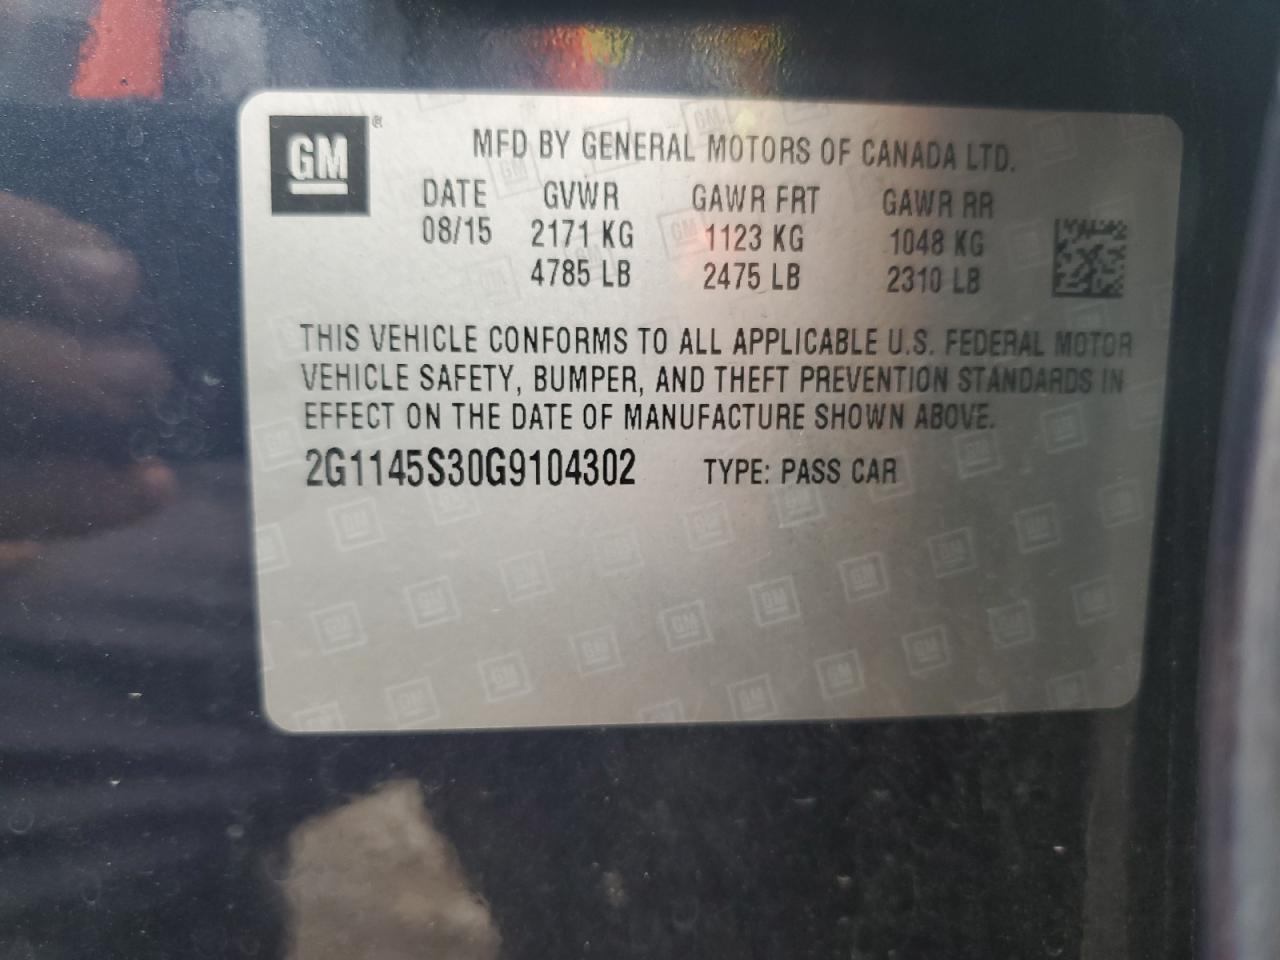 GM®
MFD BY GENERAL MOTORS OF CANADA LTD.
DATE GVWR GAWR FRT GAWR RR
08/15 2171 KG 1123 KG 1048 KG
4785 LB 2475 LB 2310 LB
THIS VEHICLE CONFORMS TO ALL APPLICABLE U.S. FEDERAL MOTOR
VEHICLE SAFETY, BUMPER, AND THEFT PREVENTION STANDARDS IN
EFFECT ON THE DATE OF MANUFACTURE SHOWN ABOVE.
2G1145S30G9104302 TYPE: PASS CAR